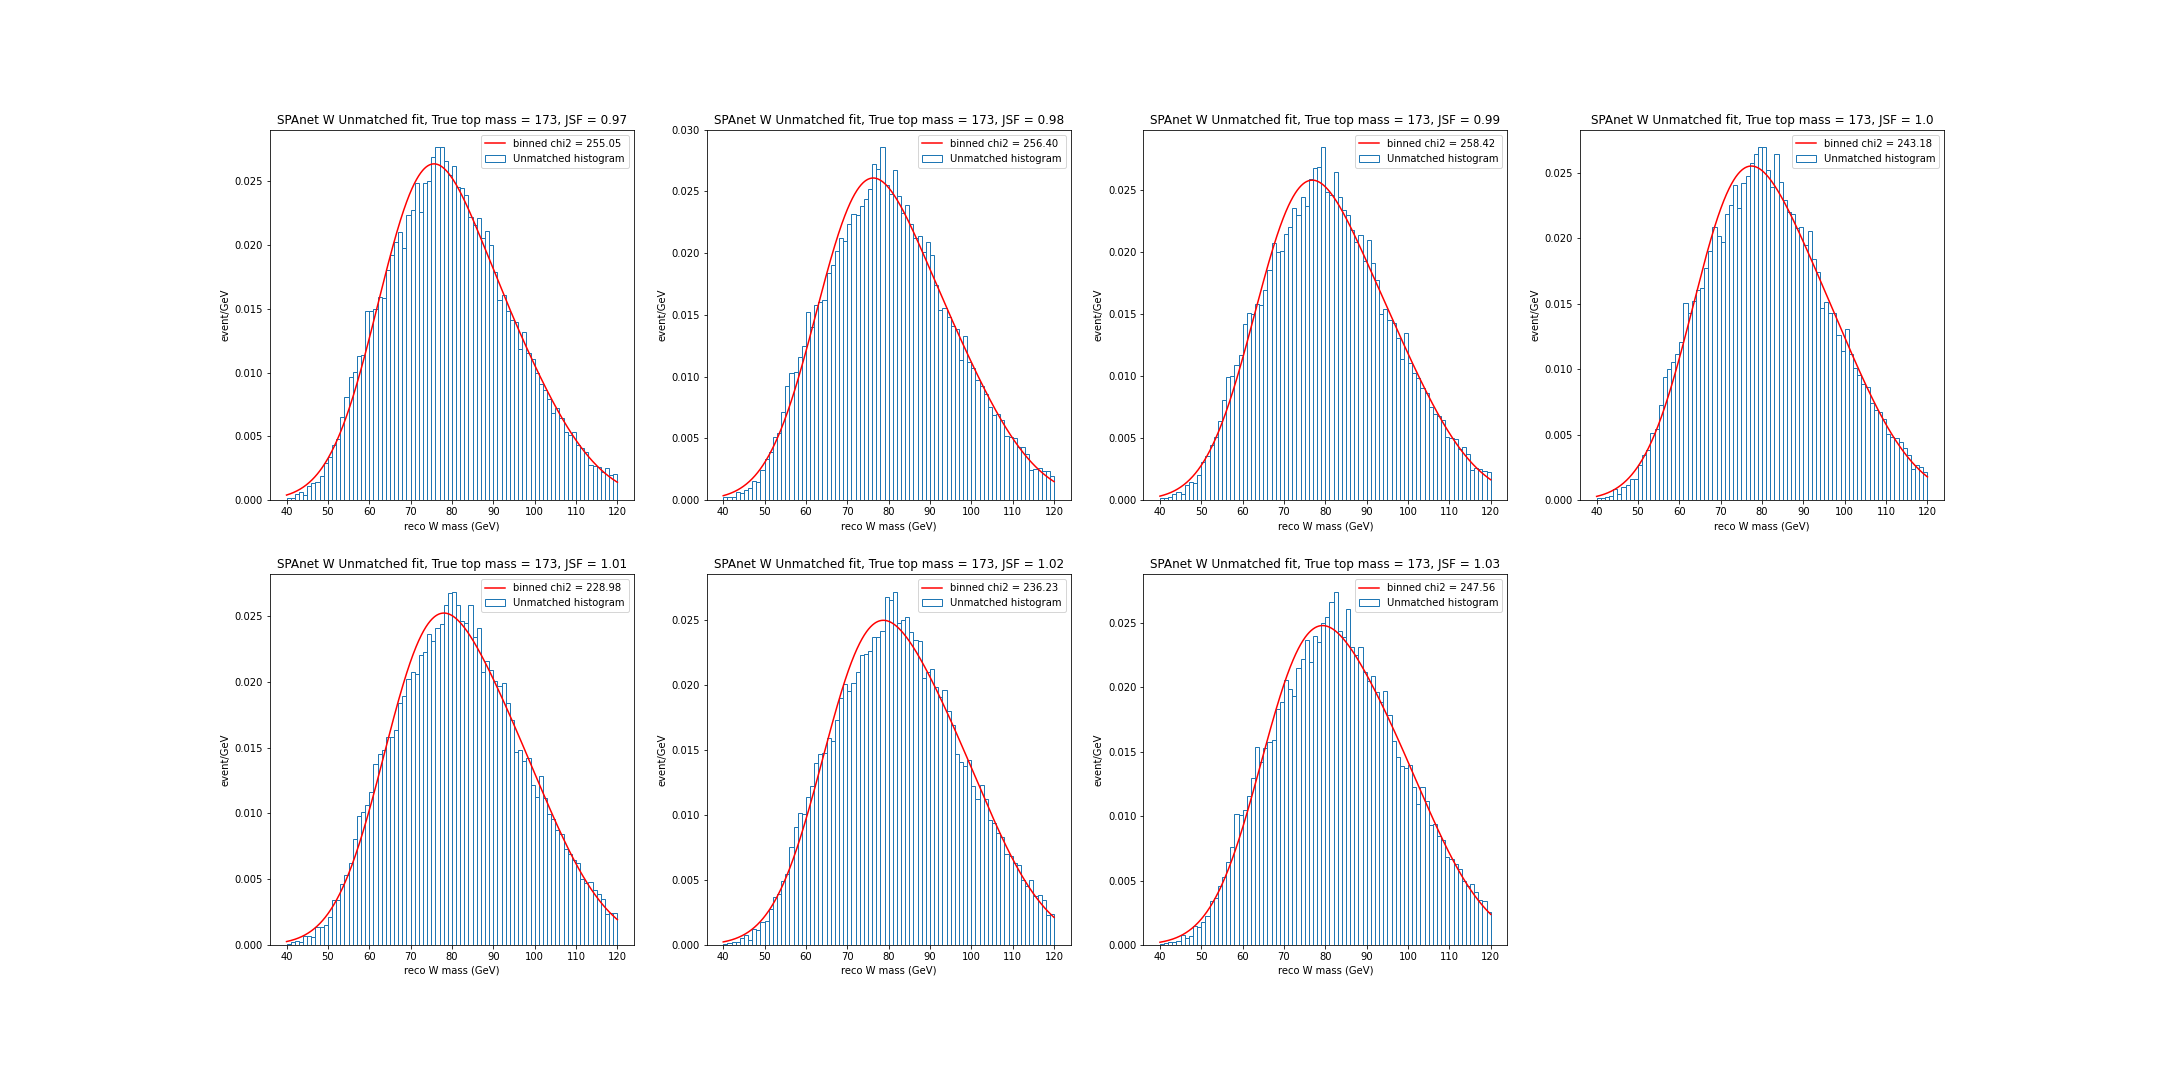 SPAnet W Unmatched fit, True top mass = 173, JSF = 0.97
binned chi2 = 255.05
Unmatched histogram
event/GeV
0.025
0.020
0.015
0.010
0.005
0.000
40 50 60 70 80 90 100 110 120
reco W mass (GeV)
SPAnet W Unmatched fit, True top mass = 173, JSF = 0.98
binned chi2 = 256.40
Unmatched histogram
event/GeV
0.030
0.025
0.020
0.015
0.010
0.005
0.000
40 50 60 70 80 90 100 110 120
reco W mass (GeV)
SPAnet W Unmatched fit, True top mass = 173, JSF = 0.99
binned chi2 = 258.42
Unmatched histogram
event/GeV
0.025
0.020
0.015
0.010
0.005
0.000
40 50 60 70 80 90 100 110 120
reco W mass (GeV)
SPAnet W Unmatched fit, True top mass = 173, JSF = 1.0
binned chi2 = 243.18
Unmatched histogram
event/GeV
0.025
0.020
0.015
0.010
0.005
0.000
40 50 60 70 80 90 100 110 120
reco W mass (GeV)
SPAnet W Unmatched fit, True top mass = 173, JSF = 1.01
binned chi2 = 228.98
Unmatched histogram
event/GeV
0.025
0.020
0.015
0.010
0.005
0.000
40 50 60 70 80 90 100 110 120
reco W mass (GeV)
SPAnet W Unmatched fit, True top mass = 173, JSF = 1.02
binned chi2 = 236.23
Unmatched histogram
event/GeV
0.025
0.020
0.015
0.010
0.005
0.000
40 50 60 70 80 90 100 110 120
reco W mass (GeV)
SPAnet W Unmatched fit, True top mass = 173, JSF = 1.03
binned chi2 = 247.56
Unmatched histogram
event/GeV
0.025
0.020
0.015
0.010
0.005
0.000
40 50 60 70 80 90 100 110 120
reco W mass (GeV)